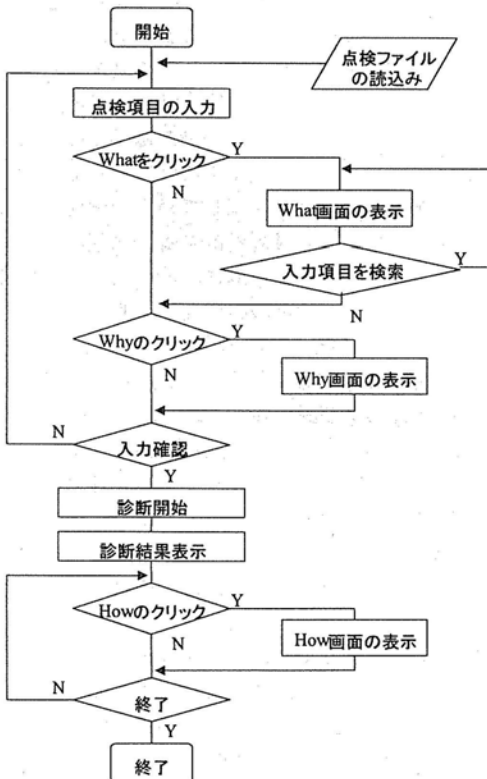 開始
点検ファイル
の読込み
点検項目の入力
Whatをクリック
Y
N
What画面の表示
入力項目を検索
Y
N
Whyのクリック
Y
N
Why画面の表示
入力確認
N
Y
診断開始
診断結果表示
Howのクリック
Y
N
How画面の表示
終了
N
Y
終了